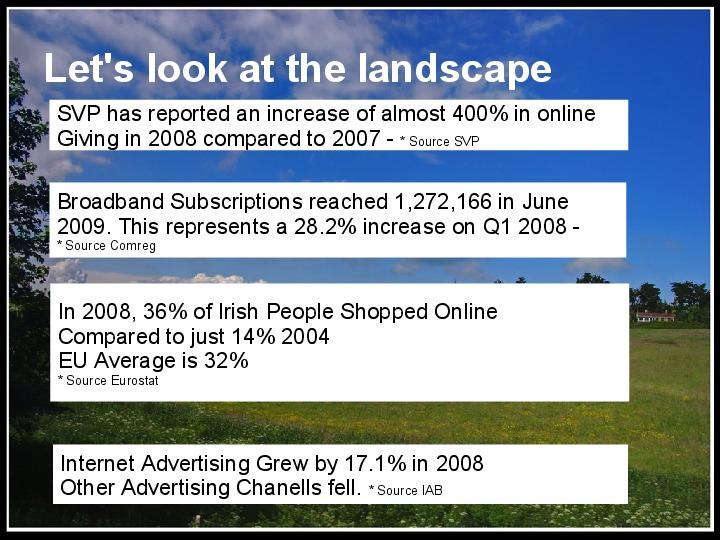 Let's look at the landscape
SVP has reported an increase of almost 400% in online
Giving in 2008 compared to 2007 - * Source SVP
Broadband Subscriptions reached 1,272,166 in June
2009. This represents a 28.2% increase on Q1 2008 -
* Source Comreg
In 2008, 36% of Irish People Shopped Online
Compared to just 14% 2004
EU Average is 32%
* Source Eurostat
Internet Advertising Grew by 17.1% in 2008
Other Advertising Chanells fell. * Source IAB